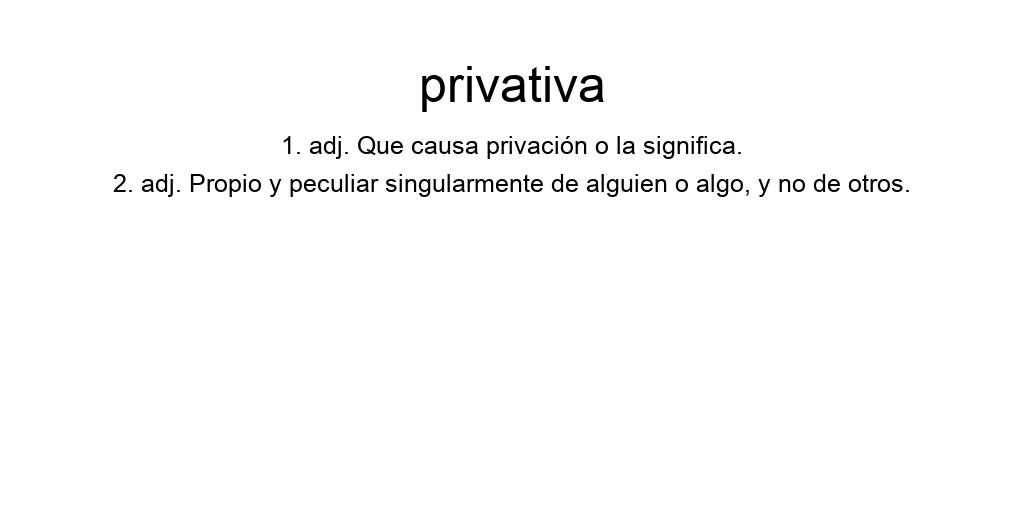 privativa
1. adj. Que causa privación o la significa.
2. adj. Propio y peculiar singularmente de alguien o algo, y no de otros.